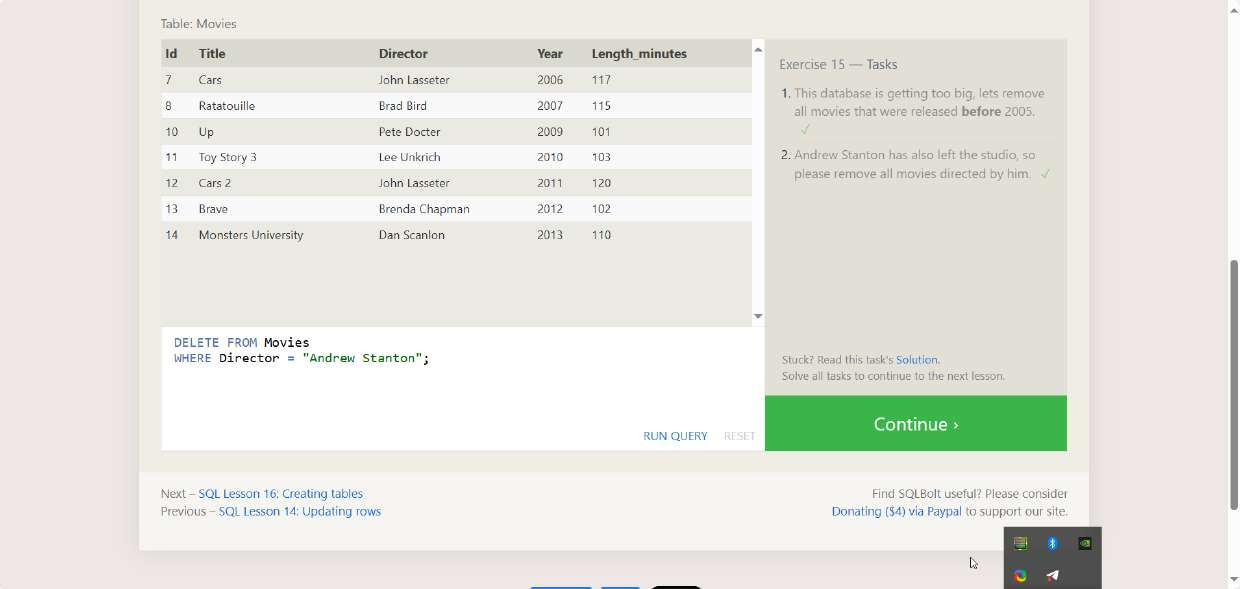 Table: Movies
Id Title Director Year Length_minutes
7 Cars John Lasseter 2006 117
8 Ratatouille Brad Bird 2007 115
10 Up Pete Docter 2009 101
11 Toy Story 3 Lee Unkrich 2010 103
12 Cars 2 John Lasseter 2011 120
13 Brave Brenda Chapman 2012 102
14 Monsters University Dan Scanlon 2013 110
DELETE FROM Movies
WHERE Director = "Andrew Stanton";
RUN QUERY RESET
Exercise 15 — Tasks
1. This database is getting too big, lets remove
all movies that were released before 2005.
✓
2. Andrew Stanton has also left the studio, so
please remove all movies directed by him. ✓
Stuck? Read this task's Solution.
Solve all tasks to continue to the next lesson.
Continue ›
Next – SQL Lesson 16: Creating tables
Previous – SQL Lesson 14: Updating rows
Find SQLBolt useful? Please consider
Donating ($4) via Paypal to support our site.